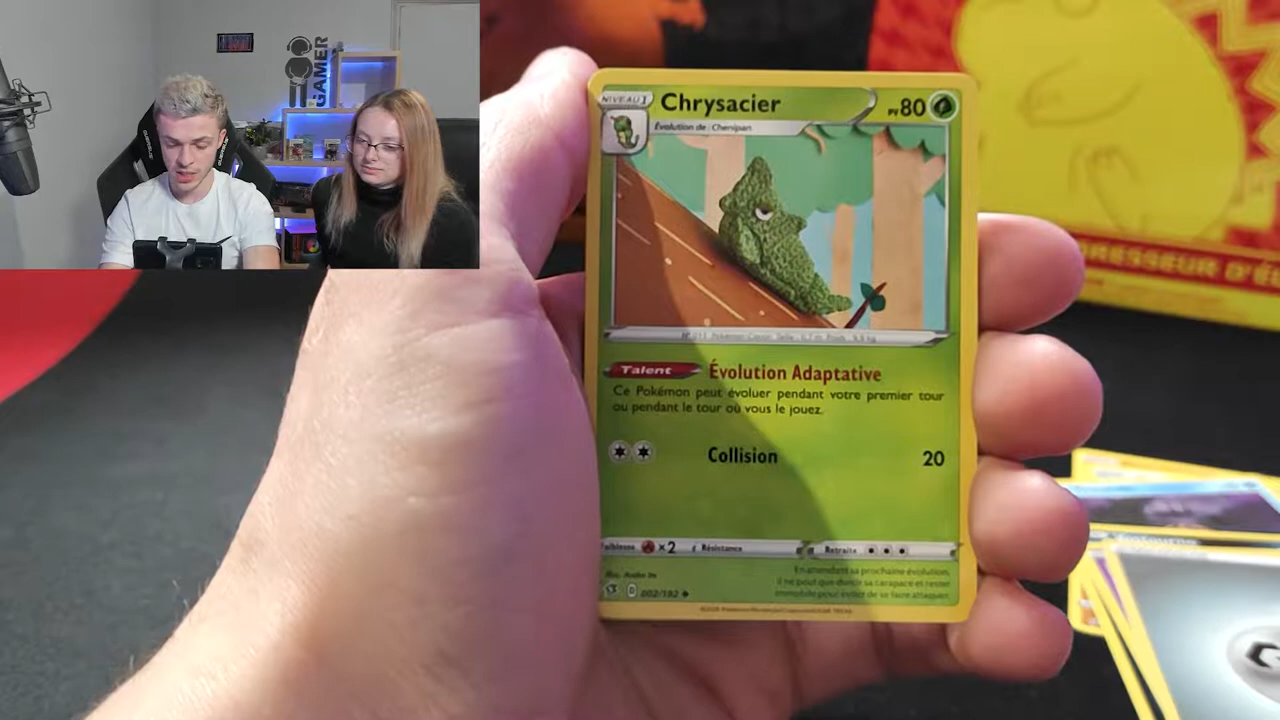 GAMER
NIVEAU 1
Chrysacier
PV 80
Évolution de : Chenipan
Talent Évolution Adaptative
Ce Pokémon peut évoluer pendant votre premier tour
ou pendant le tour où vous le jouez.
Collision 20
Faiblesse ×2 Résistance Retraite
En attendant sa prochaine évolution,
il ne peut que durcir sa carapace et rester
immobile pour éviter de se faire attaquer.
002/192